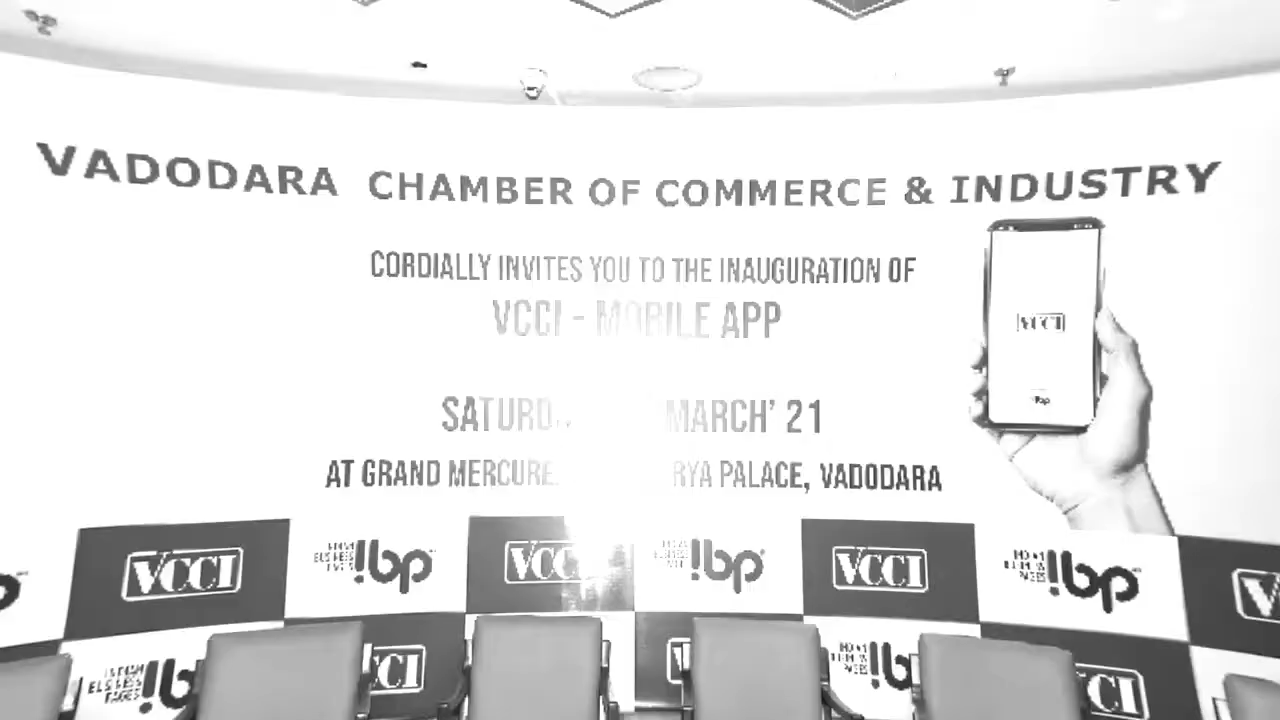 VADODARA CHAMBER OF COMMERCE & INDUSTRY
CORDIALLY INVITES YOU TO THE INAUGURATION OF
VCCI - MOBILE APP
MARCH' 21
AT GRAND MERCURE PALACE, VADODARA
VCCI
VCCI
ibp
VCCI
ibp
VCCI
ibp